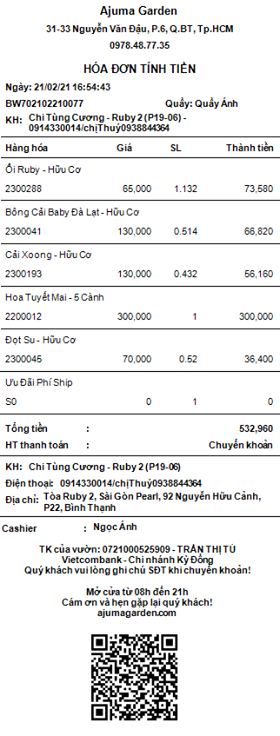 Ajuma Garden
31-33 Nguyễn Văn Đậu, P.6, Q.BT, Tp.HCM
0978.48.77.35
HÓA ĐƠN TÍNH TIỀN
Ngày: 21/02/21 16:54:43
BW702102210077 Quầy: Quầy Ánh
KH: Chi Tùng Cương - Ruby 2 (P19-06) -
0914330014/chịThuý0938844364
Hàng hóa Giá SL Thành tiền
Ổi Ruby - Hữu Cơ
2300288 65,000 1.132 73,580
Bông Cải Baby Đà Lạt - Hữu Cơ
2300041 130,000 0.514 66,820
Cải Xoong - Hữu Cơ
2300193 130,000 0.432 56,160
Hoa Tuyết Mai - 5 Cành
2200012 300,000 1 300,000
Đọt Su - Hữu Cơ
2300045 70,000 0.52 36,400
Ưu Đãi Phí Ship
S0 0 1 0
Tổng tiền : 532,960
HT thanh toán : Chuyển khoản
KH: Chi Tùng Cương - Ruby 2 (P19-06)
Điện thoại: 0914330014/chịThuý0938844364
Địa chỉ: Tòa Ruby 2, Sài Gòn Pearl, 92 Nguyễn Hữu Cảnh,
P22, Bình Thạnh
Cashier : Ngọc Ánh
TK của vườn: 0721000525909 - TRẦN THỊ TÚ
Vietcombank - Chi nhánh Kỳ Đồng
Quý khách vui lòng ghi chú SĐT khi chuyển khoản!
Mở cửa từ 08h đến 21h
Cám ơn và hẹn gặp lại quý khách!
ajumagarden.com